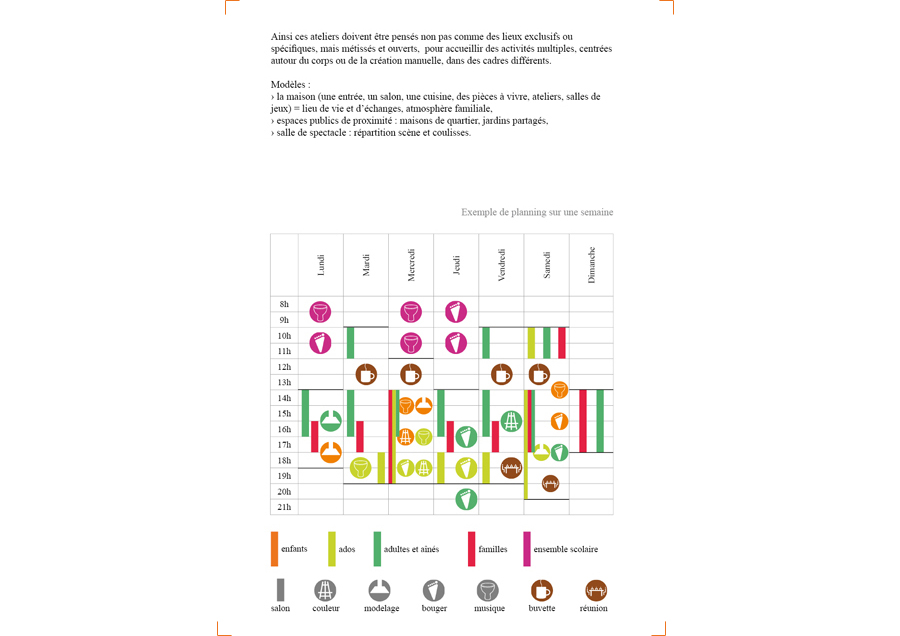 Ainsi ces ateliers doivent être pensés non pas comme des lieux exclusifs ou
spécifiques, mais métissés et ouverts, pour accueillir des activités multiples, centrées
autour du corps ou de la création manuelle, dans des cadres différents.
Modèles :
› la maison (une entrée, un salon, une cuisine, des pièces à vivre, ateliers, salles de
jeux) = lieu de vie et d’échanges, atmosphère familiale,
› espaces publics de proximité : maisons de quartier, jardins partagés,
› salle de spectacle : répartition scène et coulisses.
Exemple de planning sur une semaine
Lundi Mardi Mercredi Jeudi Vendredi Samedi Dimanche
8h
9h
10h
11h
12h
13h
14h
15h
16h
17h
18h
19h
20h
21h
enfants ados adultes et ainés familles ensemble scolaire
salon couleur modelage bouger musique buvette réunion